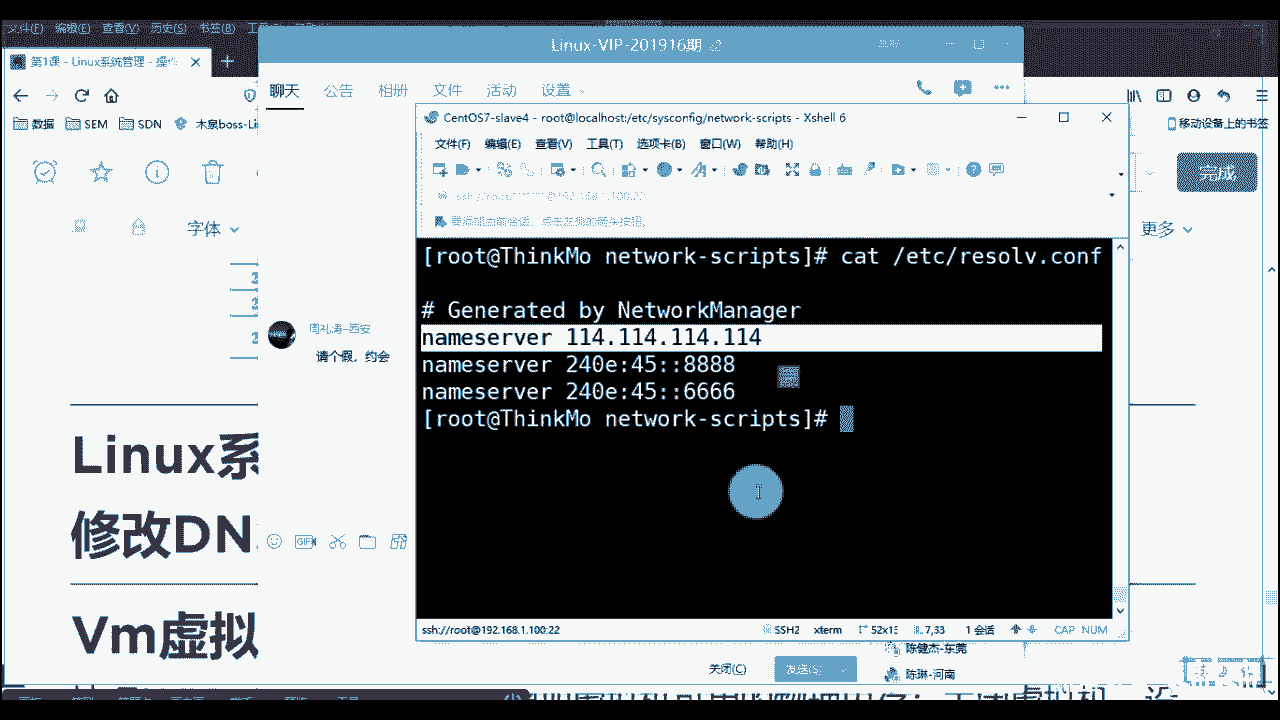 文件(F) 编辑(E) 查看(V) 历史(S) 书签(B)
Linux-VIP-201916期
第1课 - Linux系统管理 - 操作
聊天 公告 相册 文件 活动 设置
数据 SEM SDN 木泉boss-Li
移动设备上的书签
CentOS7-slave4 - root@localhost:/etc/sysconfig/network-scripts - Xshell 6
文件(F) 编辑(E) 查看(V) 工具(T) 选项卡(B) 窗口(W) 帮助(H)
完成
要添加当前会话，点击左侧的箭头按钮。
字体
更多
[root@ThinkMo network-scripts]# cat /etc/resolv.conf
# Generated by NetworkManager
nameserver 114.114.114.114
nameserver 240e:45::8888
nameserver 240e:45::6666
[root@ThinkMo network-scripts]#
周礼涛-西安
请个假，约会
Linux系
修改DN
Vm虚拟
GIF
ssh://root@192.168.1.100:22 SSH2 xterm 7,33 1 会话 CAP NUM
陈健杰-东莞
关闭(C) 发送(S)
陈琳-河南